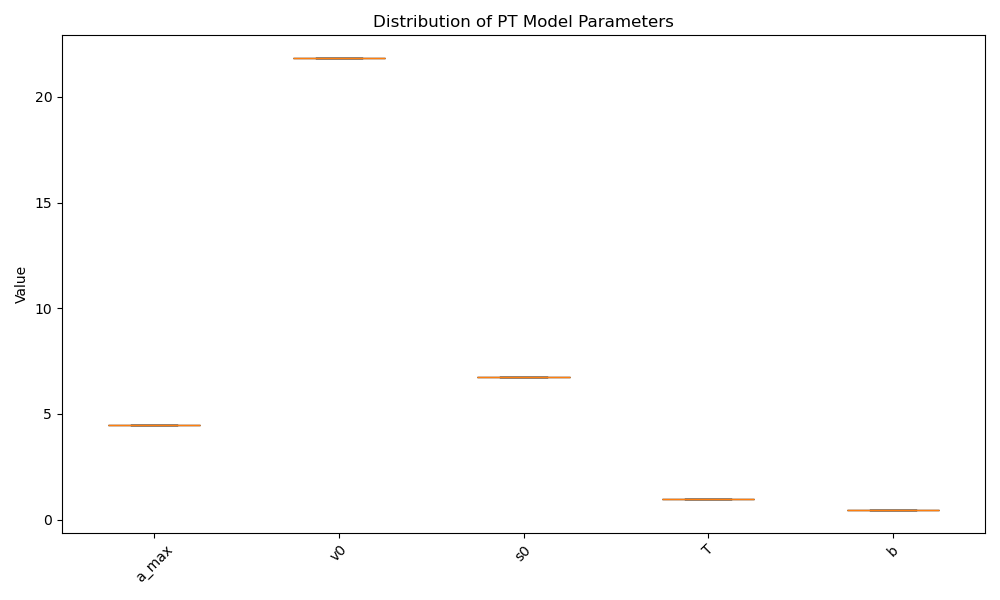 Distribution of PT Model Parameters
Value
20
15
10
5
0
a_max
v0
s0
T
b